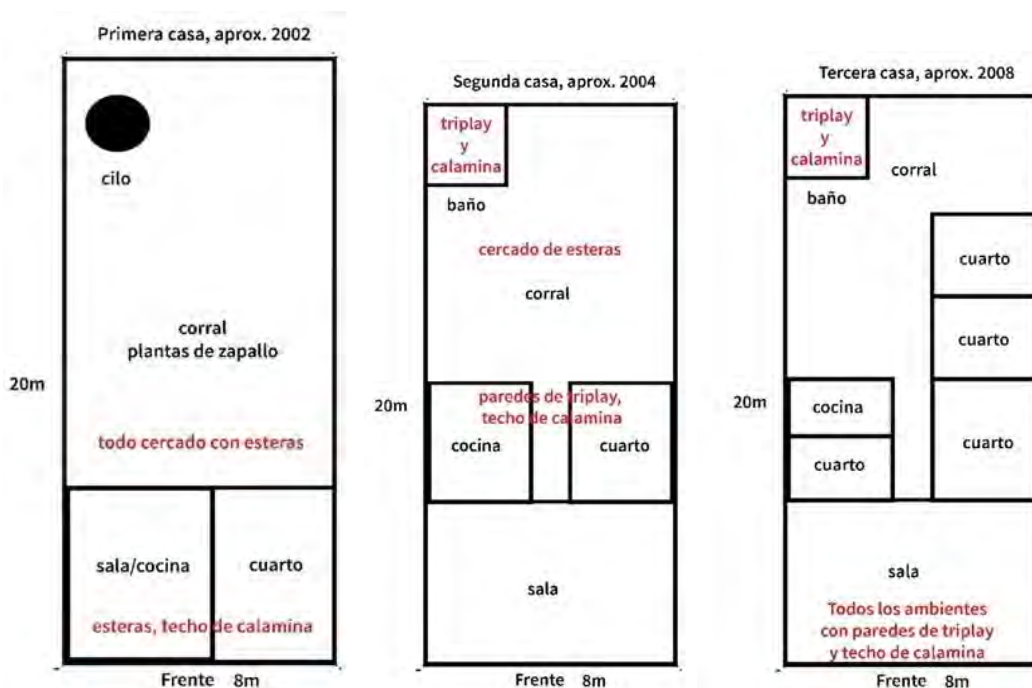 Primera casa, aprox. 2002
cilo
corral
plantas de zapallo
20m
todo cercado con esteras
sala/cocina
cuarto
esteras, techo de calamina
Frente 8m
Segunda casa, aprox. 2004
triplay
y
calamina
baño
cercado de esteras
corral
20m
paredes de triplay,
techo de calamina
cocina
cuarto
sala
Frente 8m
Tercera casa, aprox. 2008
triplay
y
calamina
corral
baño
cuarto
cuarto
20m
cocina
cuarto
cuarto
sala
Todos los ambientes
con paredes de triplay
y techo de calamina
Frente 8m